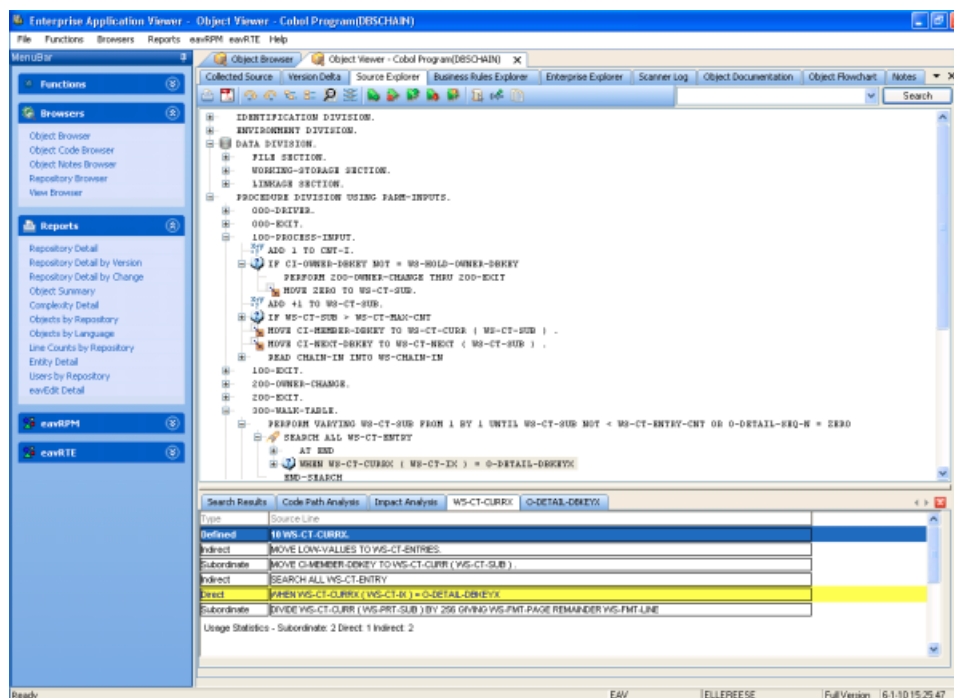 Enterprise Application Viewer - Object Viewer - Cobol Program(DBSCHAIN)
File Functions Browsers Reports eavRPM eavRTE Help
MenuBar
Object Browser Object Viewer - Cobol Program(DBSCHAIN)
Collected Source Version Delta Source Explorer Business Rules Explorer Enterprise Explorer Scanner Log Object Documentation Object Flowchart Notes
Search
Functions
Browsers
Object Browser
Object Code Browser
Object Notes Browser
Repository Browser
View Browser
Reports
Repository Detail
Repository Detail by Version
Repository Detail by Change
Object Summary
Complexity Detail
Objects by Repository
Objects by Language
Line Counts by Repository
Entity Detail
Users by Repository
eavEdit Detail
eavRPM
eavRTE
IDENTIFICATION DIVISION.
ENVIRONMENT DIVISION.
DATA DIVISION.
FILE SECTION.
WORKING-STORAGE SECTION.
LINKAGE SECTION.
PROCEDURE DIVISION USING PARM-INPUTS.
000-DRIVER.
000-EXIT.
100-PROCESS-INPUT.
ADD 1 TO CNT-I.
IF CI-OWNER-DBKEY NOT = WS-HOLD-OWNER-DBKEY
PERFORM 200-OWNER-CHANGE THRU 200-EXIT
MOVE ZERO TO WS-CT-SUB.
ADD +1 TO WS-CT-SUB.
IF WS-CT-SUB > WS-CT-MAX-CNT
MOVE CI-MEMBER-DBKEY TO WS-CT-CURR ( WS-CT-SUB ) .
MOVE CI-NEXT-DBKEY TO WS-CT-NEXT ( WS-CT-SUB ) .
READ CHAIN-IN INTO WS-CHAIN-IN
100-EXIT.
200-OWNER-CHANGE.
200-EXIT.
300-WALK-TABLE.
PERFORM VARYING WS-CT-SUB FROM 1 BY 1 UNTIL WS-CT-SUB NOT < WS-CT-ENTRY-CNT OR O-DETAIL-SEQ-N = ZERO
SEARCH ALL WS-CT-ENTRY
AT END
WHEN WS-CT-CURRX ( WS-CT-IX ) = O-DETAIL-DBKEYX
END-SEARCH
Search Results Code Path Analysis Impact Analysis WS-CT-CURRX O-DETAIL-DBKEYX
Type Source Line
Defined 10 WS-CT-CURRX.
Indirect MOVE LOW-VALUES TO WS-CT-ENTRIES.
Subordinate MOVE CI-MEMBER-DBKEY TO WS-CT-CURR ( WS-CT-SUB ) .
Indirect SEARCH ALL WS-CT-ENTRY
Direct WHEN WS-CT-CURRX ( WS-CT-IX ) = O-DETAIL-DBKEYX
Subordinate DIVIDE WS-CT-CURR ( WS-PRT-SUB ) BY 256 GIVING WS-FMT-PAGE REMAINDER WS-FMT-LINE
Usage Statistics - Subordinate: 2 Direct: 1 Indirect: 2
Ready EAV ELLEREESE Full Version 6-1-10 15:25:47